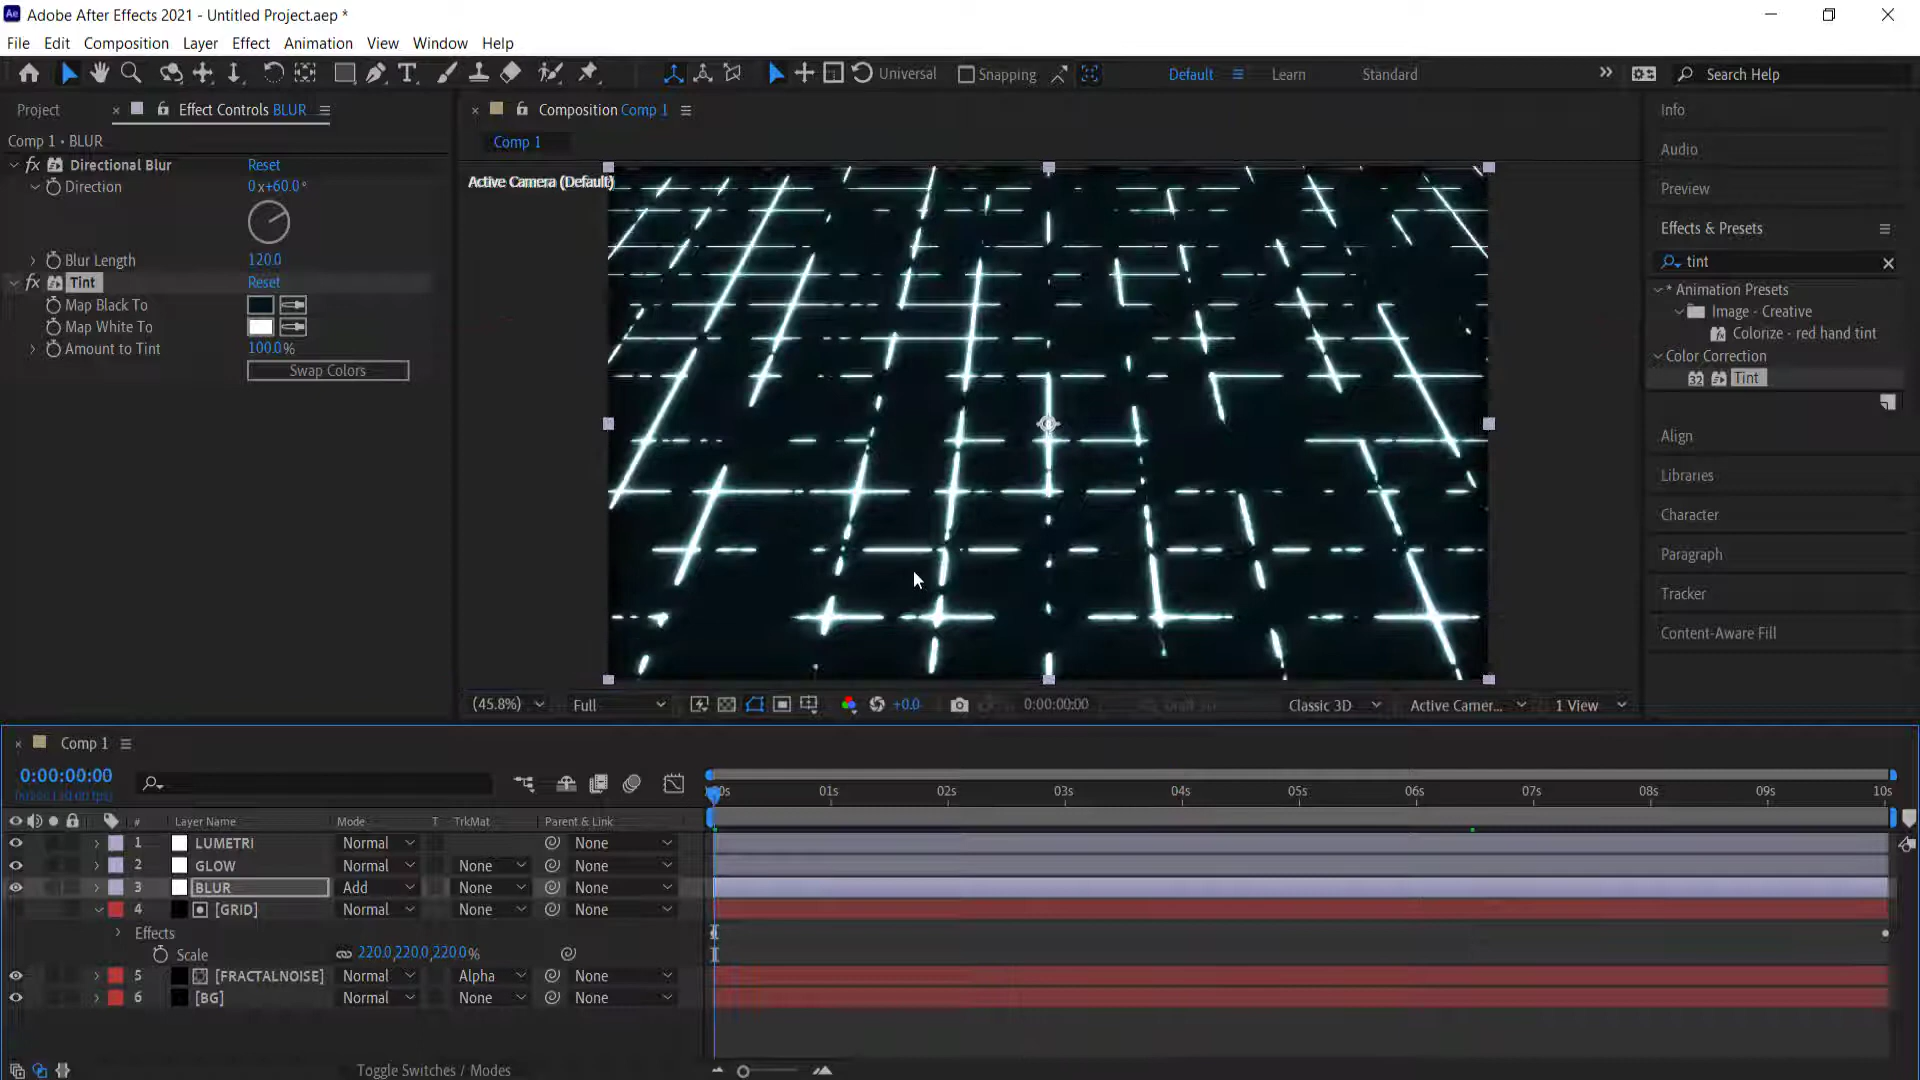 Adobe After Effects 2021 - Untitled Project.aep *
File Edit Composition Layer Effect Animation View Window Help
Universal Snapping Default Learn Standard Search Help
Project Effect Controls BLUR Composition Comp 1 Info
Comp 1 • BLUR Comp 1
Audio
fx Directional Blur Reset
Active Camera (Default)
Direction 0x+60.0° Preview
Effects & Presets
Blur Length 120.0 tint
fx Tint Reset
* Animation Presets
Map Black To Image - Creative
Map White To Colorize - red hand tint
Amount to Tint 100.0% Color Correction
Swap Colors 32 Tint
Align
Libraries
Character
Paragraph
Tracker
Content-Aware Fill
(45.8%) Full +0.0 0:00:00:00 Classic 3D Active Camer... 1 View
Comp 1
0:00:00:00
01s 02s 03s 04s 05s 06s 07s 08s 09s 10s
# Layer Name Mode T TrkMat Parent & Link
1 LUMETRI Normal None
2 GLOW Normal None None
3 BLUR Add None None
4 [GRID] Normal None None
Effects
Scale 220.0,220.0,220.0%
5 [FRACTALNOISE] Normal Alpha None
6 [BG] Normal None None
Toggle Switches / Modes